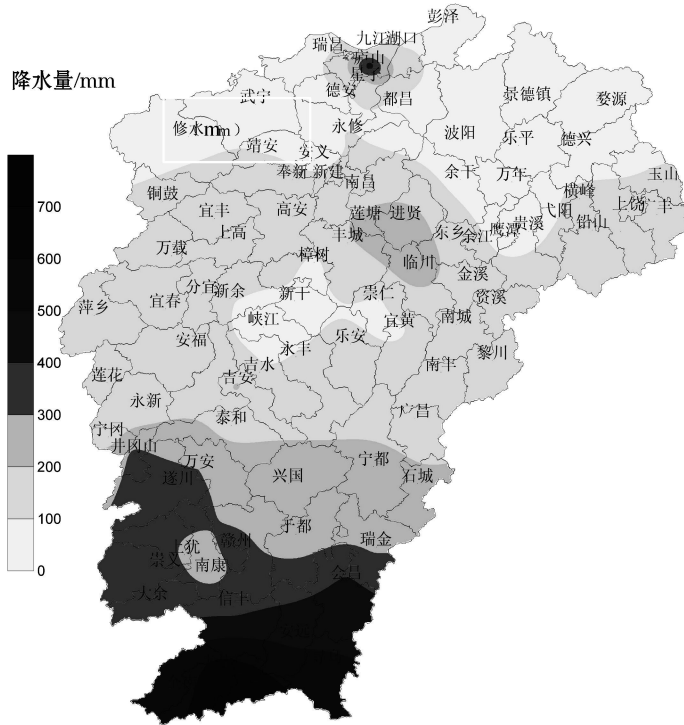 彭泽
九江湖口
瑞昌
庐山
星子
降水量/mm
德安
都昌
武宁
景德镇
婺源
修水mm）
永修
波阳
乐平
德兴
靖安
安义
奉新
新建
南昌
余干
万年
玉山
铜鼓
横峰
宜丰
高安
莲塘
进贤
弋阳
上饶
广丰
700
上高
丰城
东乡
余江
鹰潭
贵溪
铅山
万载
樟树
临川
600
金溪
分宜
新余
新干
崇仁
资溪
萍乡
宜春
500
峡江
宜黄
南城
安福
永丰
乐安
400
吉水
南丰
黎川
莲花
吉安
永新
300
泰和
广昌
宁冈
井冈山
万安
宁都
200
遂川
兴国
石城
100
于都
赣州
瑞金
上犹
崇义
南康
会昌
0
大余
信丰
安远